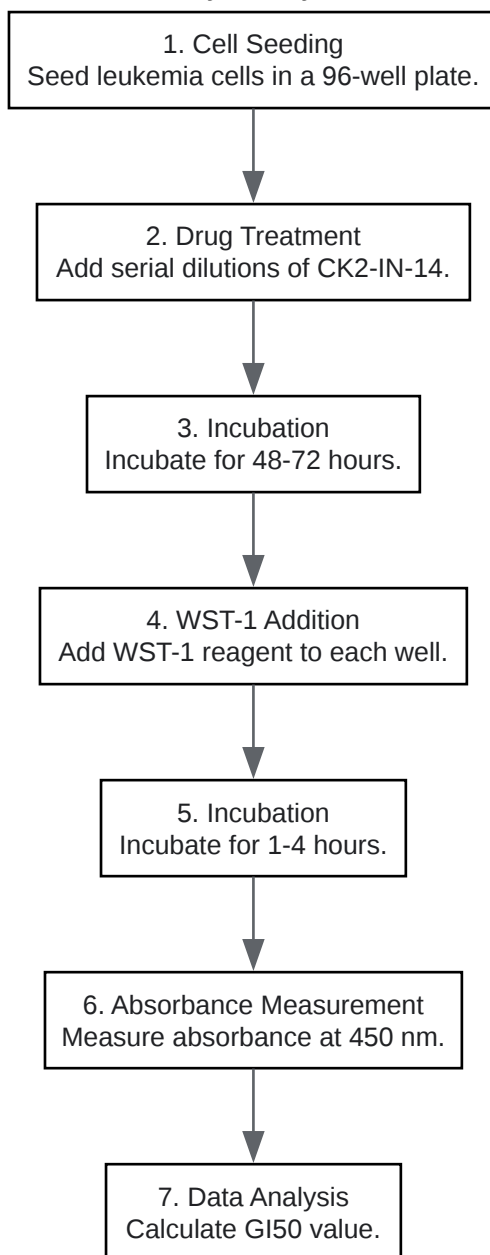 1. Cell Seeding
Seed leukemia cells in a 96-well plate.
2. Drug Treatment
Add serial dilutions of CK2-IN-14.
3. Incubation
Incubate for 48-72 hours.
4. WST-1 Addition
Add WST-1 reagent to each well.
5. Incubation
Incubate for 1-4 hours.
6. Absorbance Measurement
Measure absorbance at 450 nm.
7. Data Analysis
Calculate GI50 value.